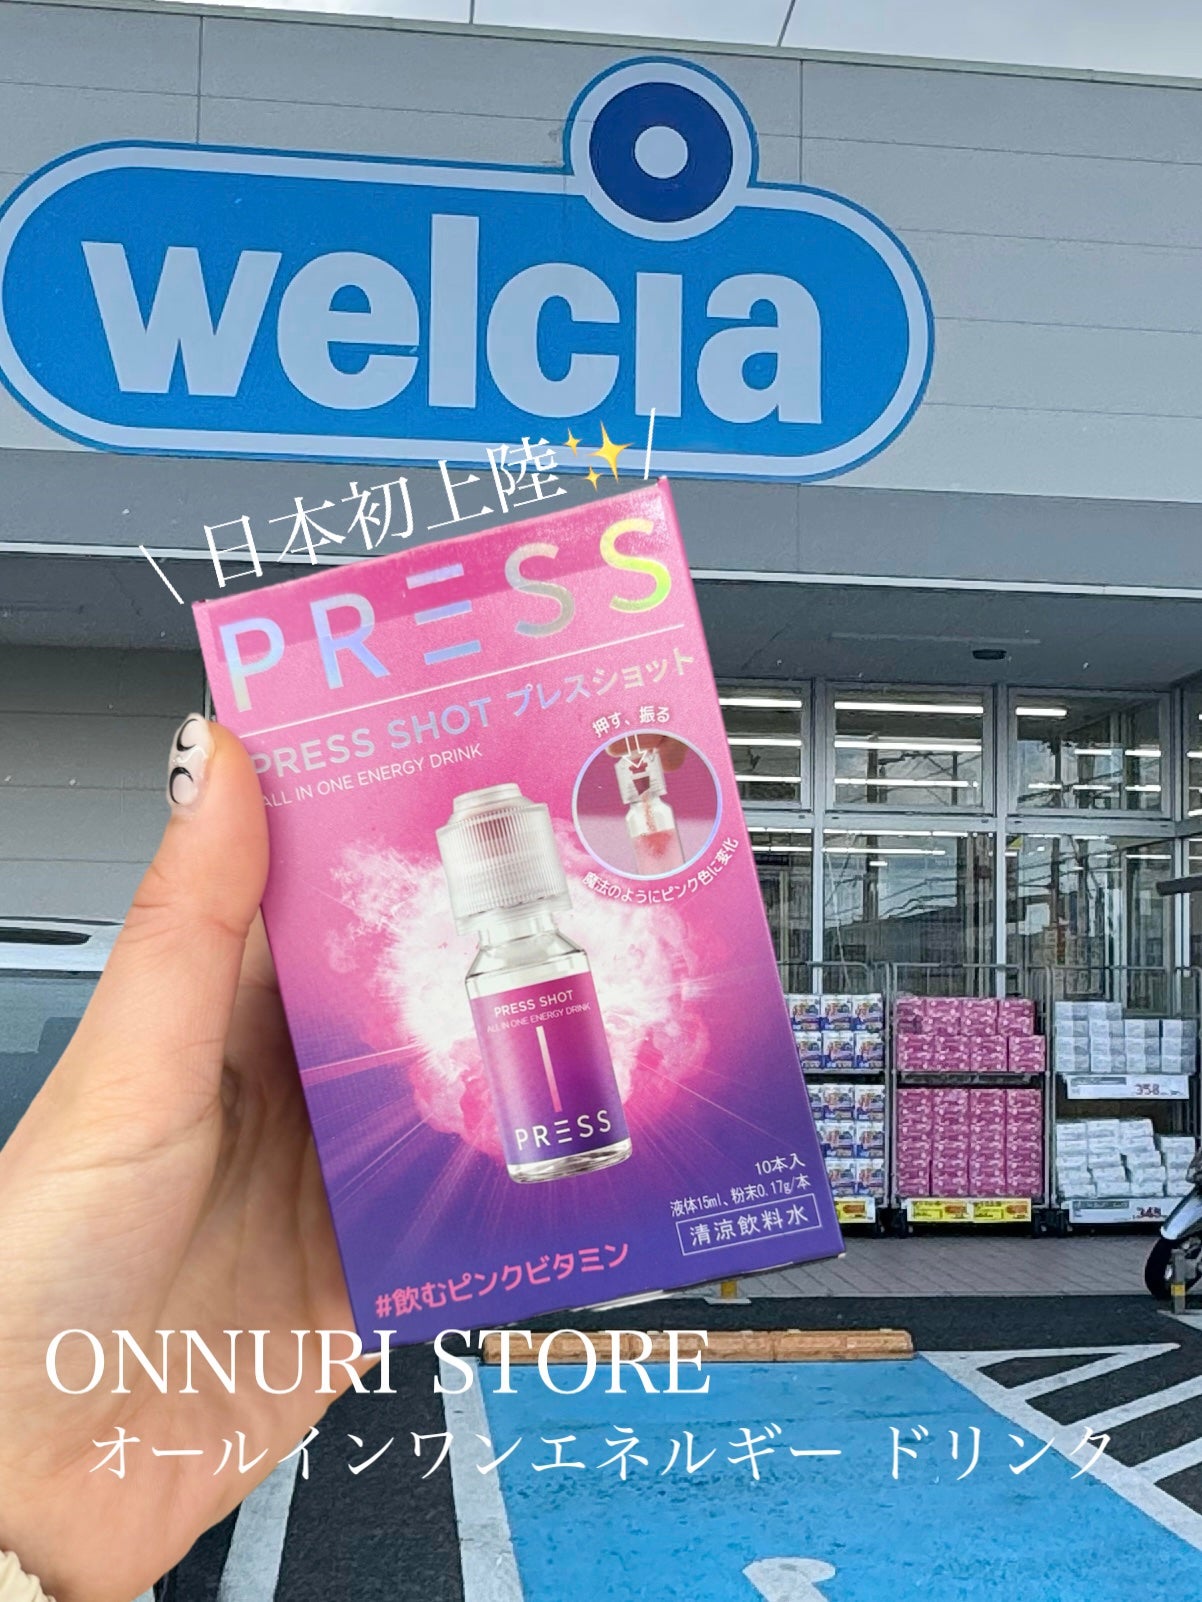 welcia
\ 日本初上陸✨ /
PRESS
PRESS SHOT プレスショット
ALL IN ONE ENERGY DRINK
押す、振る
魔法のようにピンク色に変化
PRESS SHOT
ALL IN ONE ENERGY DRINK
PRESS
10本入
液体15ml、粉末0.17g/本
清涼飲料水
#飲むピンクビタミン
358
348
ONNURI STORE
オールインワンエネルギー ドリンク